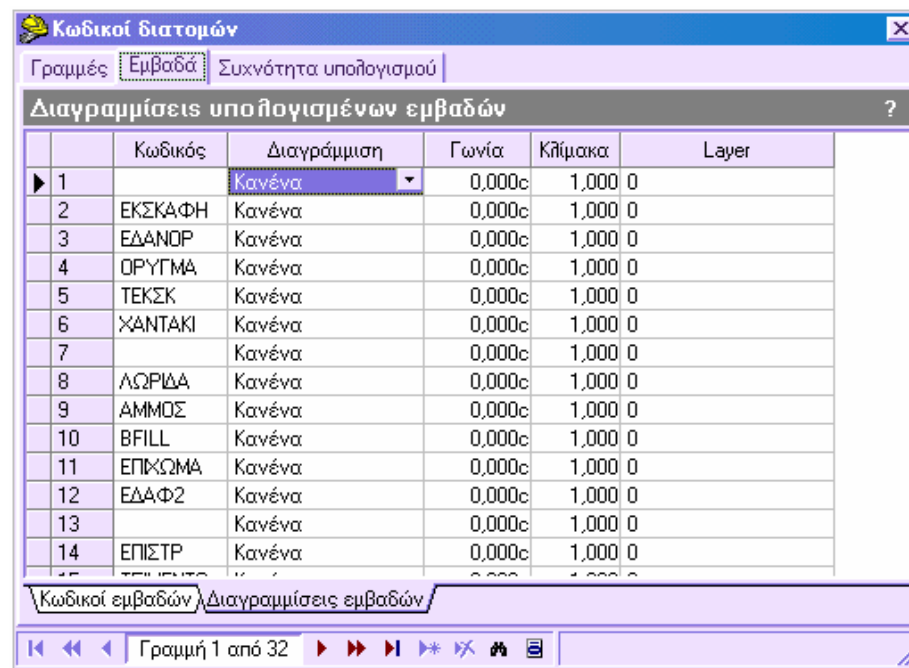 Κωδικοί διατομών
Γραμμές Εμβαδά Συχνότητα υπολογισμού
Διαγραμμίσεις υπολογισμένων εμβαδών ?
Κωδικός Διαγράμμιση Γωνία Κλίμακα Layer
1 Κανένα 0,000c 1,000 0
2 ΕΚΣΚΑΦΗ Κανένα 0,000c 1,000 0
3 ΕΔΑΝΟΡ Κανένα 0,000c 1,000 0
4 ΟΡΥΓΜΑ Κανένα 0,000c 1,000 0
5 ΤΕΚΣΚ Κανένα 0,000c 1,000 0
6 ΧΑΝΤΑΚΙ Κανένα 0,000c 1,000 0
7 Κανένα 0,000c 1,000 0
8 ΛΩΡΙΔΑ Κανένα 0,000c 1,000 0
9 ΑΜΜΟΣ Κανένα 0,000c 1,000 0
10 BFILL Κανένα 0,000c 1,000 0
11 ΕΠΙΧΩΜΑ Κανένα 0,000c 1,000 0
12 ΕΔΑΦ2 Κανένα 0,000c 1,000 0
13 Κανένα 0,000c 1,000 0
14 ΕΠΙΣΤΡ Κανένα 0,000c 1,000 0
Κωδικοί εμβαδών Διαγραμμίσεις εμβαδών
Γραμμή 1 από 32